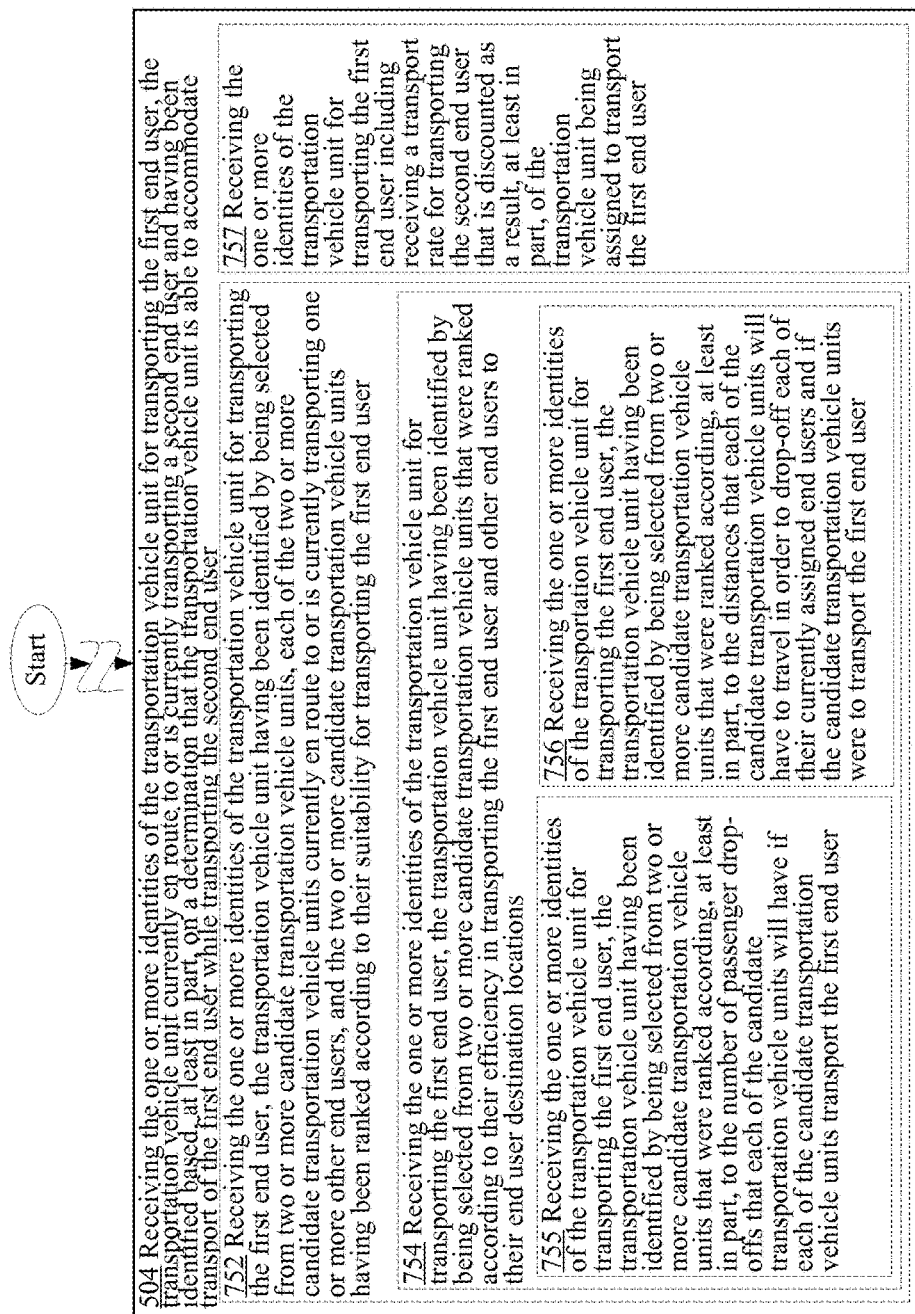 Start
504 Receiving the one or more identities of the transportation vehicle unit for transporting the first end user, the
transportation vehicle unit currently en route to or is currently transporting a second end user and having been
identified based, at least in part, on a determination that the transportation vehicle unit is able to accommodate
transport of the first end user while transporting the second end user
752 Receiving the one or more identities of the transportation vehicle unit for transporting
the first end user, the transportation vehicle unit having been identified by being selected
from two or more candidate transportation vehicle units, each of the two or more
candidate transportation vehicle units currently en route to or is currently transporting one
or more other end users, and the two or more candidate transportation vehicle units
having been ranked according to their suitability for transporting the first end user
754 Receiving the one or more identities of the transportation vehicle unit for
transporting the first end user, the transportation vehicle unit having been identified by
being selected from two or more candidate transportation vehicle units that were ranked
according to their efficiency in transporting the first end user and other end users to
their end user destination locations
755 Receiving the one or more identities
of the transportation vehicle unit for
transporting the first end user, the
transportation vehicle unit having been
identified by being selected from two or
more candidate transportation vehicle
units that were ranked according, at least
in part, to the number of passenger drop-
offs that each of the candidate
transportation vehicle units will have if
each of the candidate transportation
vehicle units transport the first end user
756 Receiving the one or more identities
of the transportation vehicle unit for
transporting the first end user, the
transportation vehicle unit having been
identified by being selected from two or
more candidate transportation vehicle
units that were ranked according, at least
in part, to the distances that each of the
candidate transportation vehicle units will
have to travel in order to drop-off each of
their currently assigned end users and if
the candidate transportation vehicle units
were to transport the first end user
757 Receiving the
one or more
identities of the
transportation
vehicle unit for
transporting the first
end user including
receiving a transport
rate for transporting
the second end user
that is discounted as
a result, at least in
part, of the
transportation
vehicle unit being
assigned to transport
the first end user